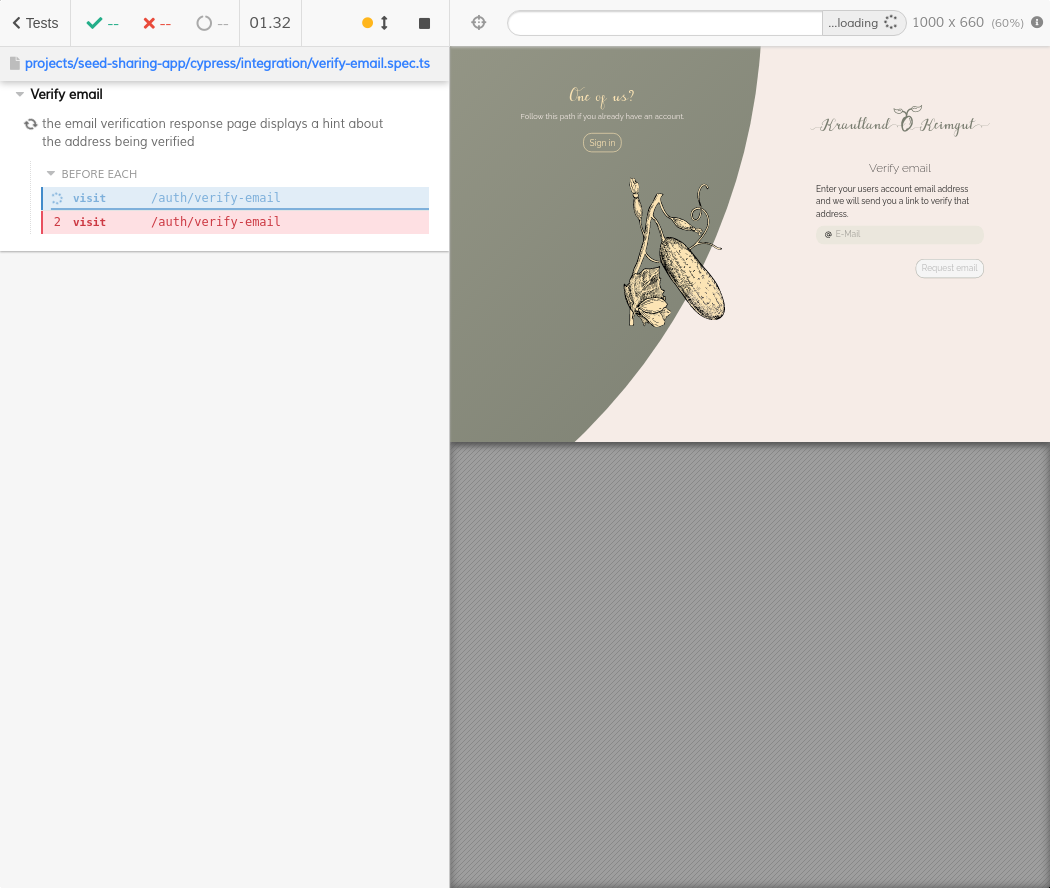 Tests
--
--
--
01.32
...loading
1000 x 660 (60%)
projects/seed-sharing-app/cypress/integration/verify-email.spec.ts
Verify email
the email verification response page displays a hint about
the address being verified
BEFORE EACH
visit /auth/verify-email
2 visit /auth/verify-email
One of us?
Follow this path if you already have an account.
Sign in
Krautland Keimgut
Verify email
Enter your users account email address
and we will send you a link to verify that
address.
@ E-Mail
Request email